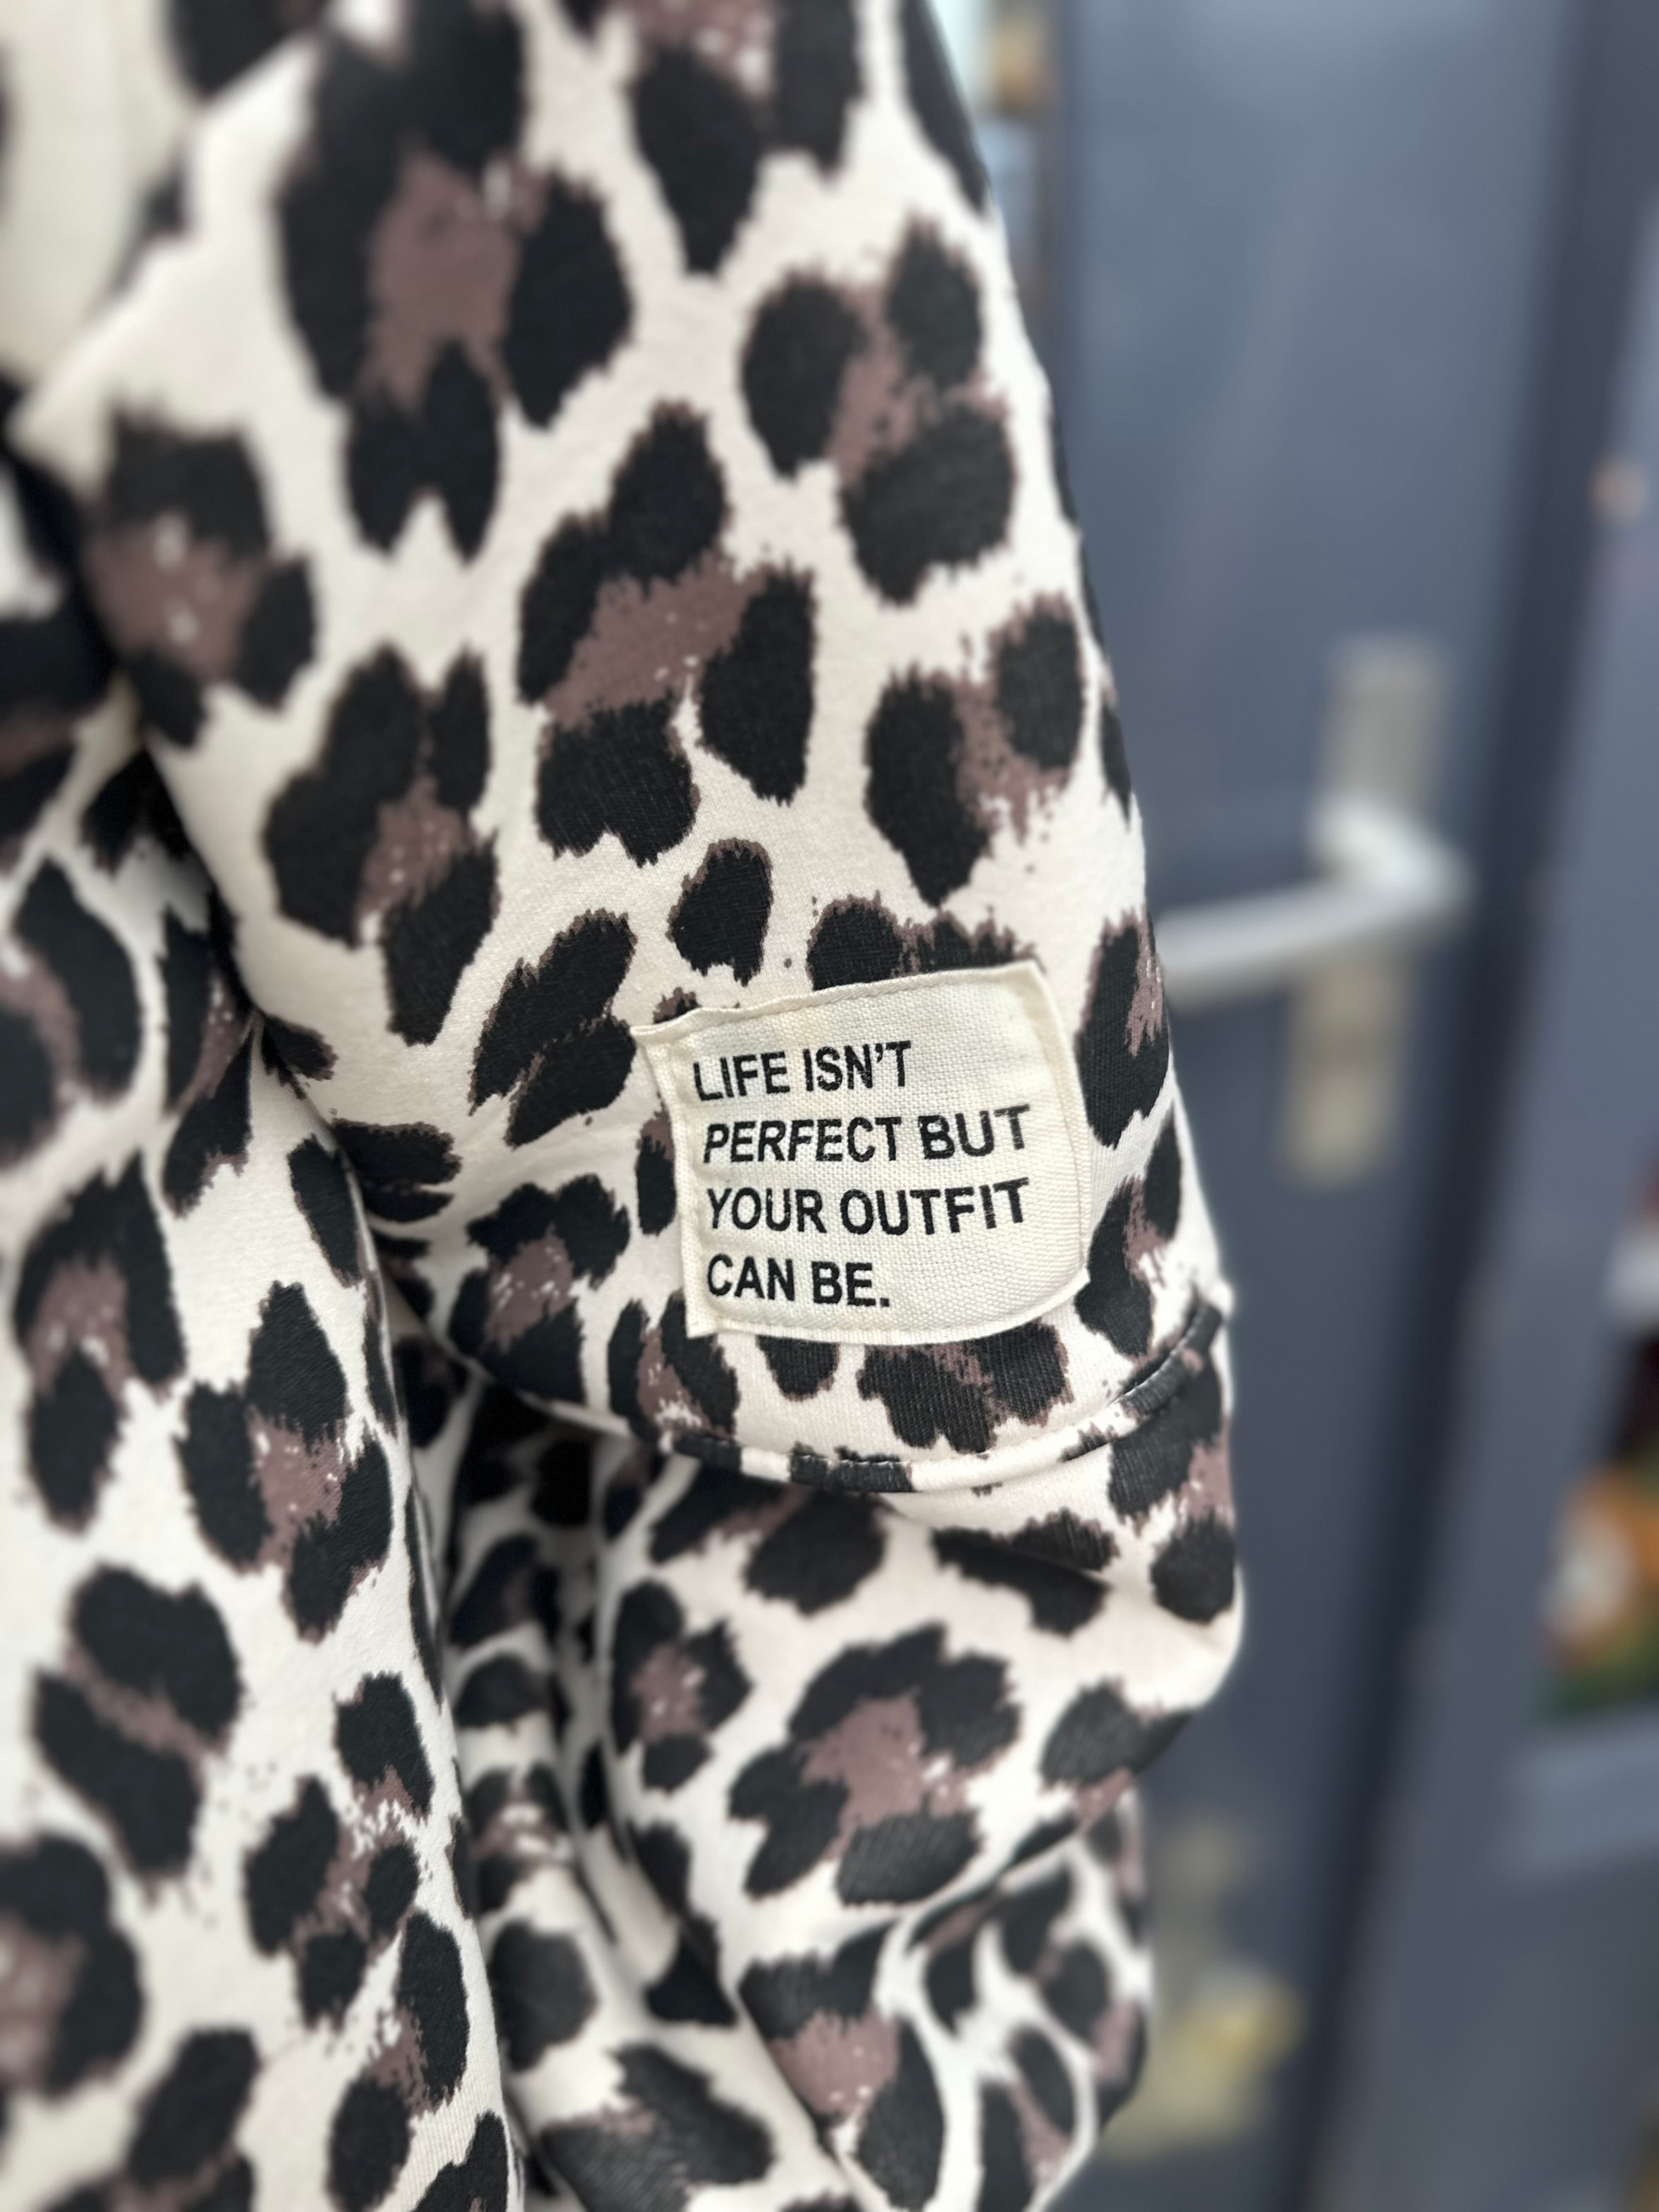 LIFE ISN'T
PERFECT BUT
YOUR OUTFIT
CAN BE.